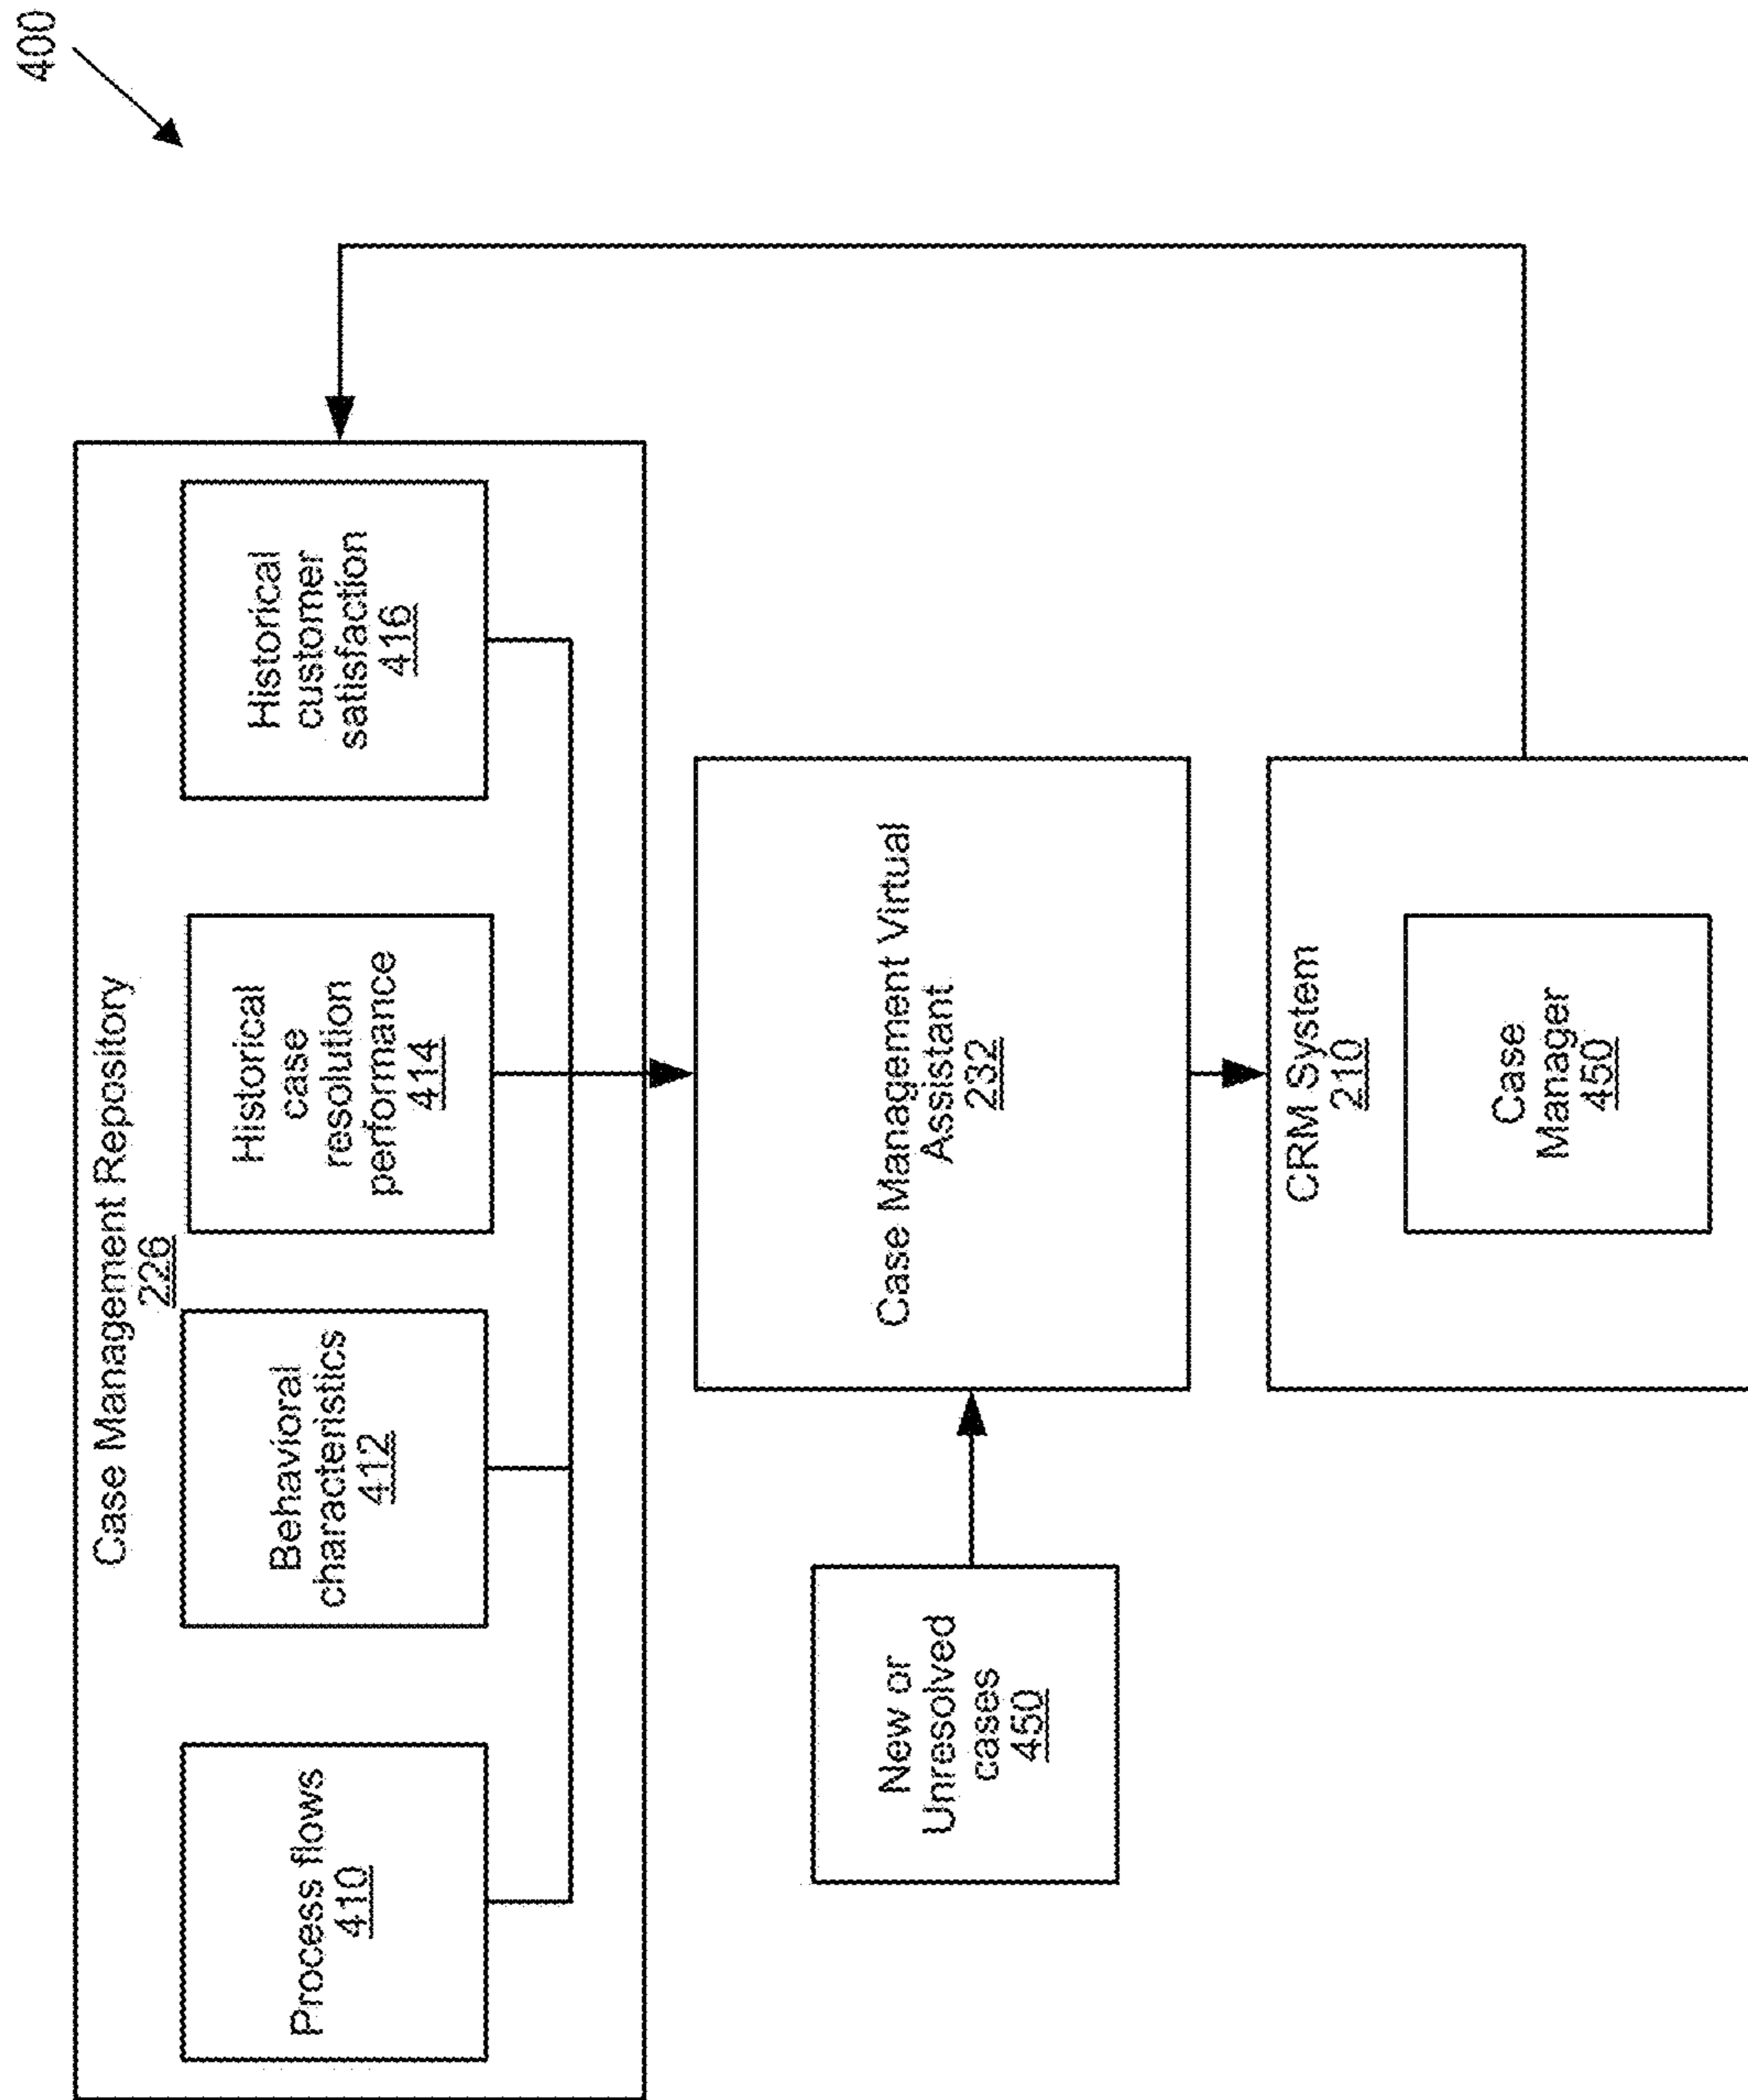 400
Case Management Repository
226
Process flows
410
Behavioral
characteristics
412
Historical
case
resolution
performance
414
Historical
customer
satisfaction
416
New or
Unresolved
cases
450
Case Management Virtual
Assistant
232
CRM System
210
Case
Manager
450